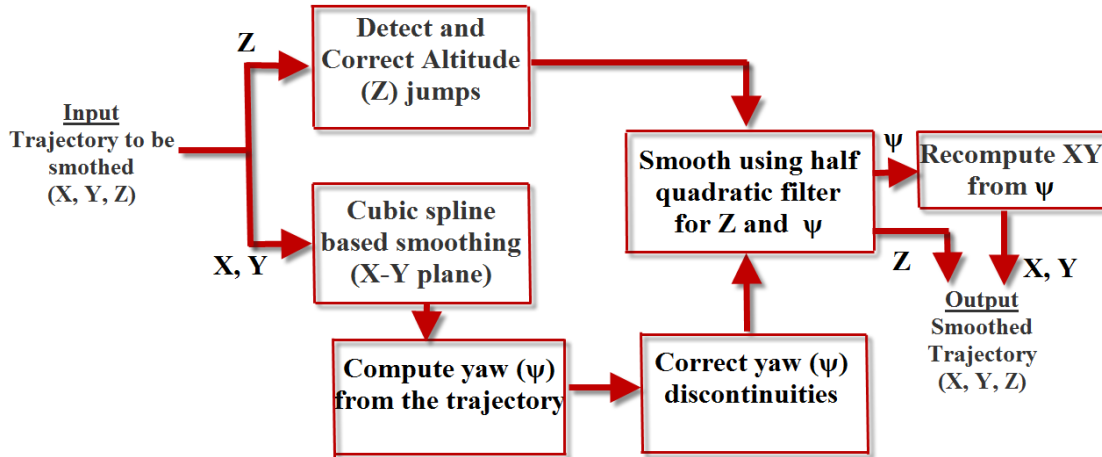 Input
Trajectory to be
smothed
(X, Y, Z)
Z
Detect and
Correct Altitude
(Z) jumps
X, Y
Cubic spline
based smoothing
(X-Y plane)
Compute yaw (ψ)
from the trajectory
Correct yaw (ψ)
discontinuities
Smooth using half
quadratic filter
for Z and ψ
ψ
Recompute XY
from ψ
Z
X, Y
Output
Smoothed
Trajectory
(X, Y, Z)